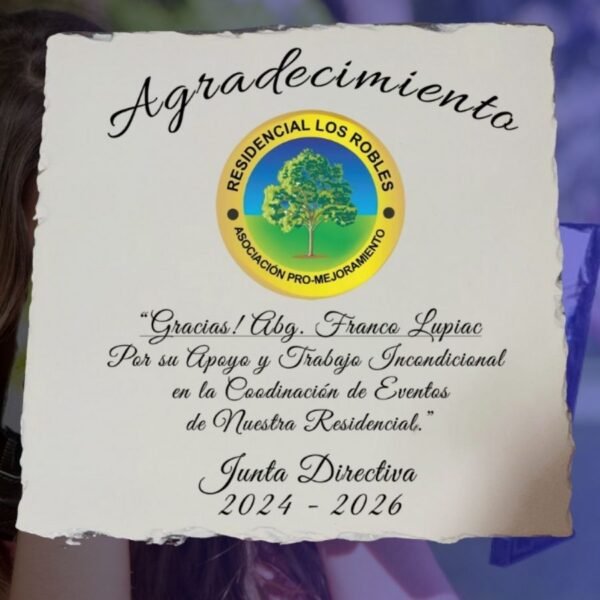 Agradecimiento
RESIDENCIAL LOS ROBLES
ASOCIACIÓN PRO-MEJORAMIENTO
"Gracias! Abg. Franco Lupiac
Por su Apoyo y Trabajo Incondicional
en la Coodinación de Eventos
de Nuestra Residencial."
Junta Directiva
2024 - 2026